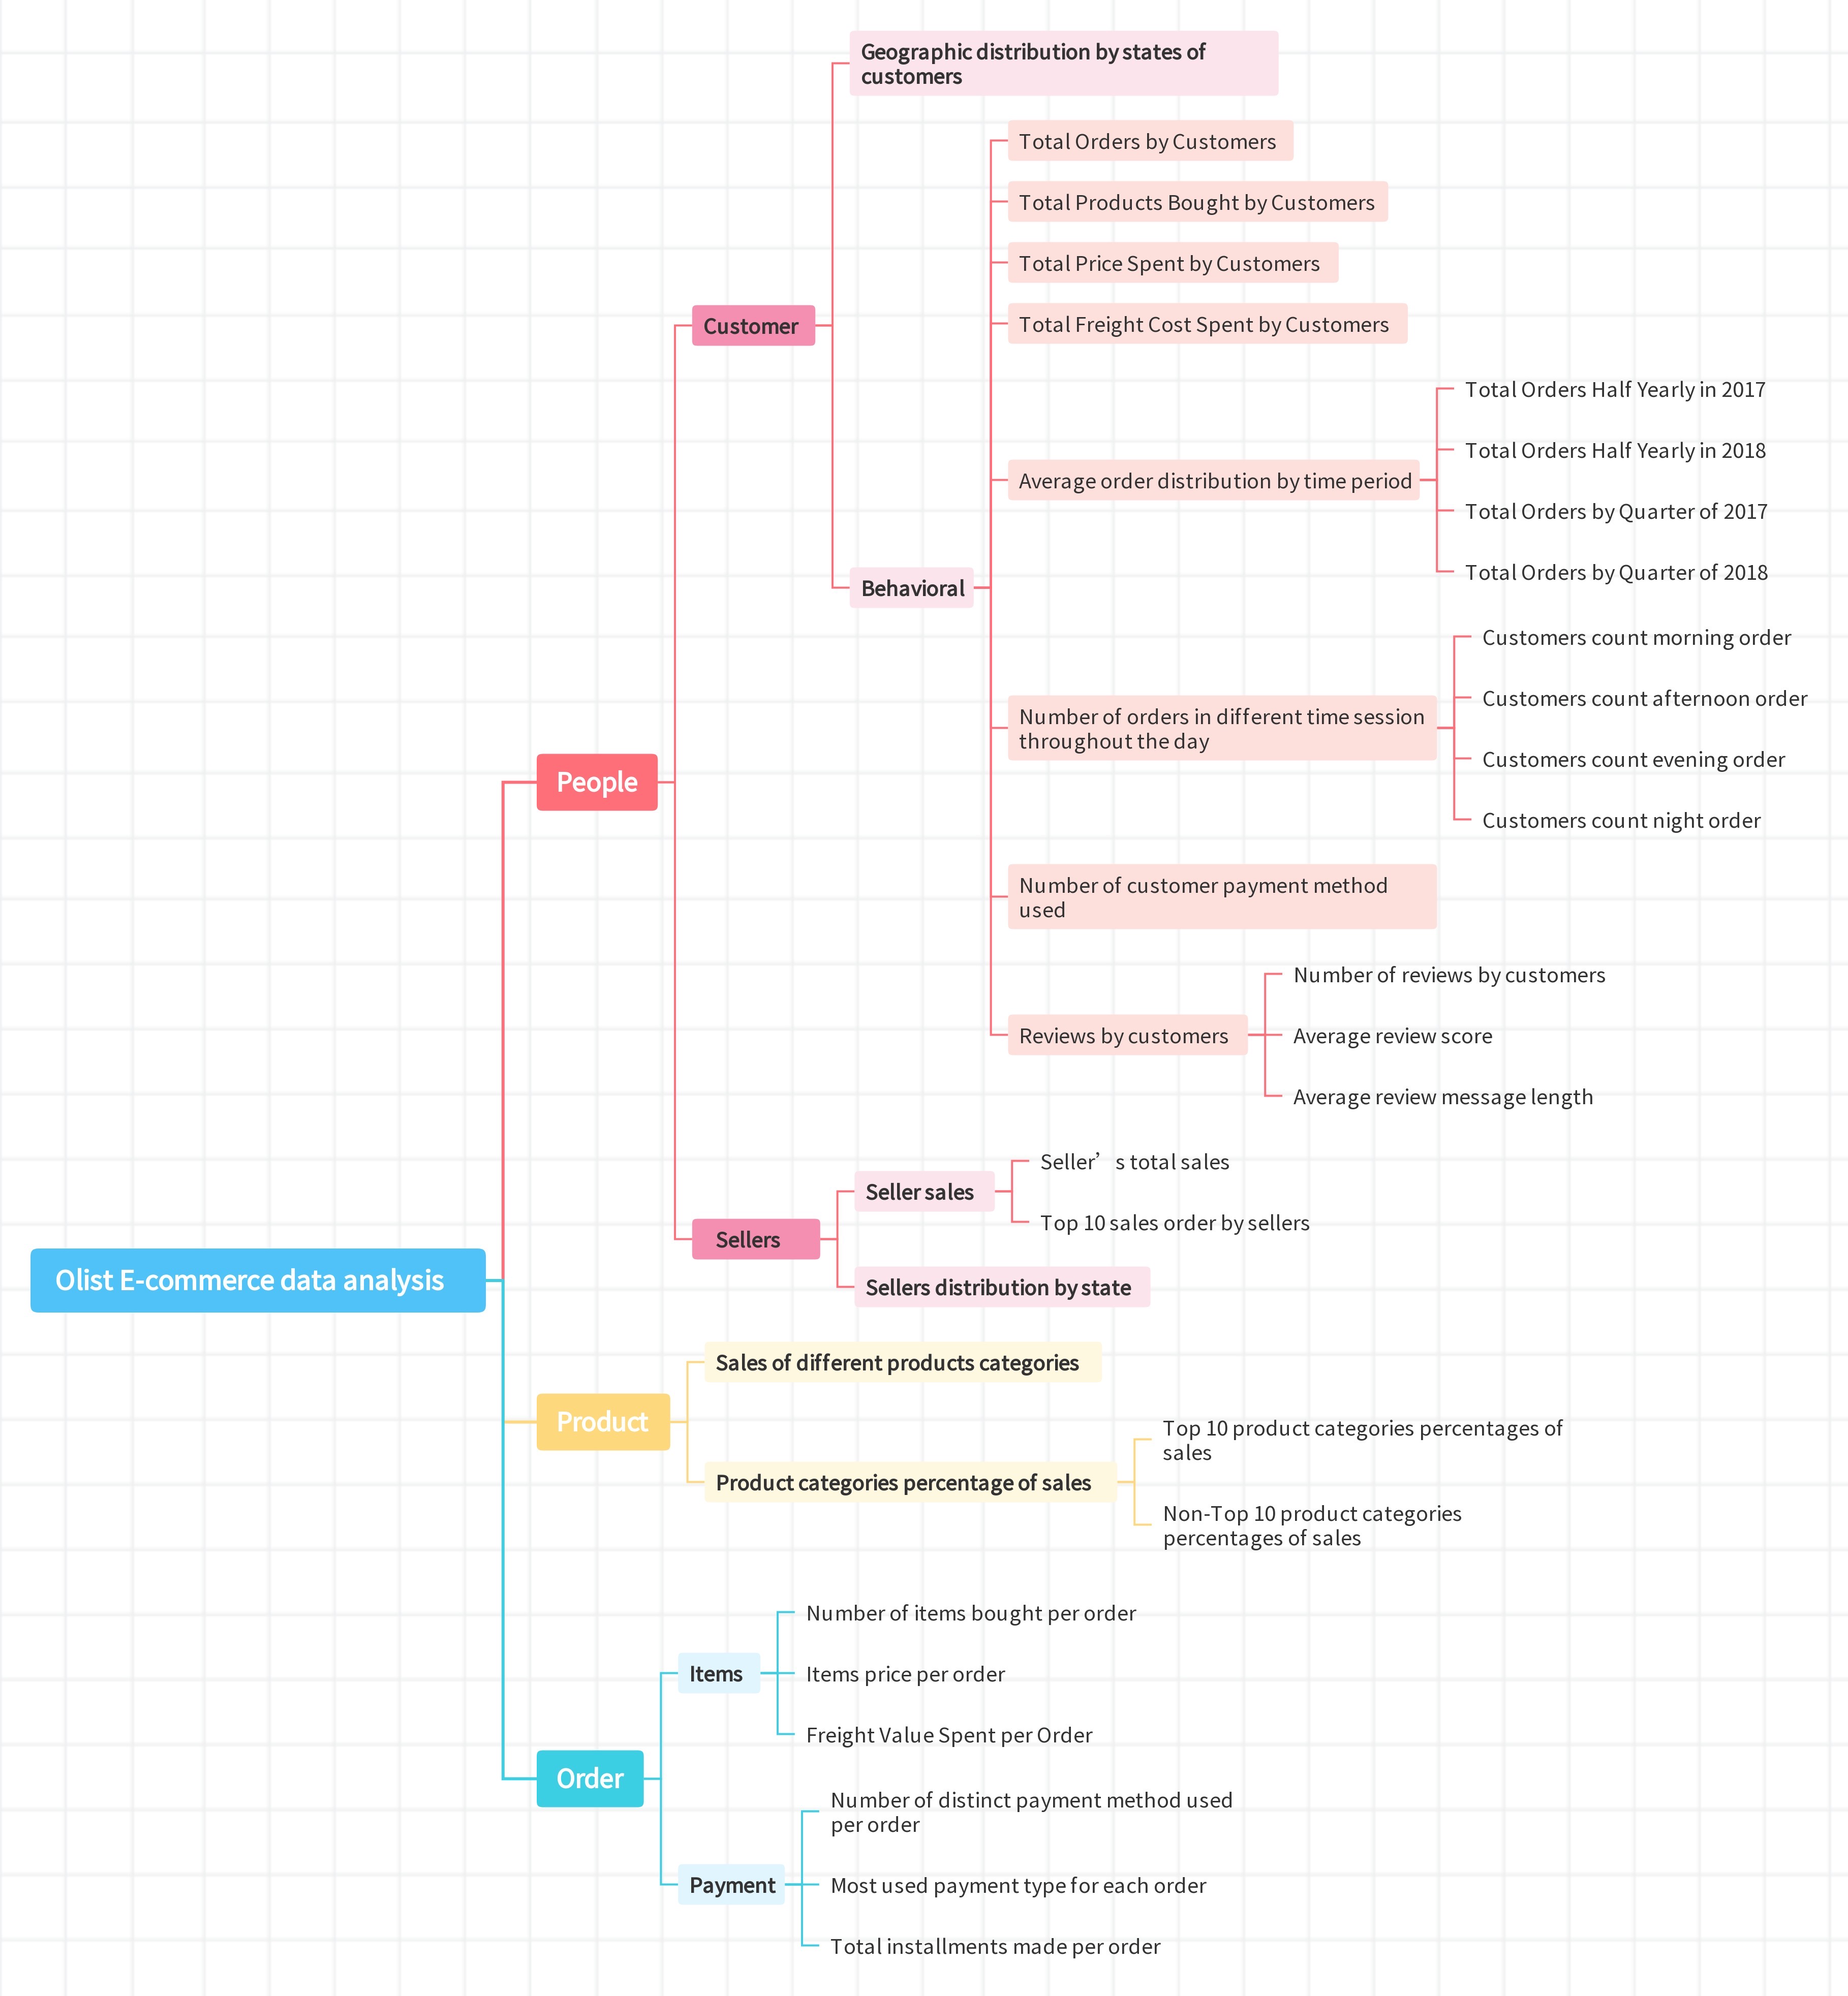 Geographic distribution by states of
customers
Total Orders by Customers
Total Products Bought by Customers
Total Price Spent by Customers
Customer
Total Freight Cost Spent by Customers
Total Orders Half Yearly in 2017
Total Orders Half Yearly in 2018
Average order distribution by time period
Total Orders by Quarter of 2017
Total Orders by Quarter of 2018
Behavioral
Customers count morning order
Customers count afternoon order
Number of orders in different time session
throughout the day
Customers count evening order
Customers count night order
People
Number of customer payment method
used
Number of reviews by customers
Reviews by customers
Average review score
Average review message length
Seller’s total sales
Seller sales
Top 10 sales order by sellers
Sellers
Sellers distribution by state
Olist E-commerce data analysis
Sales of different products categories
Product
Top 10 product categories percentages of
sales
Product categories percentage of sales
Non-Top 10 product categories
percentages of sales
Number of items bought per order
Items
Items price per order
Freight Value Spent per Order
Order
Number of distinct payment method used
per order
Payment
Most used payment type for each order
Total installments made per order